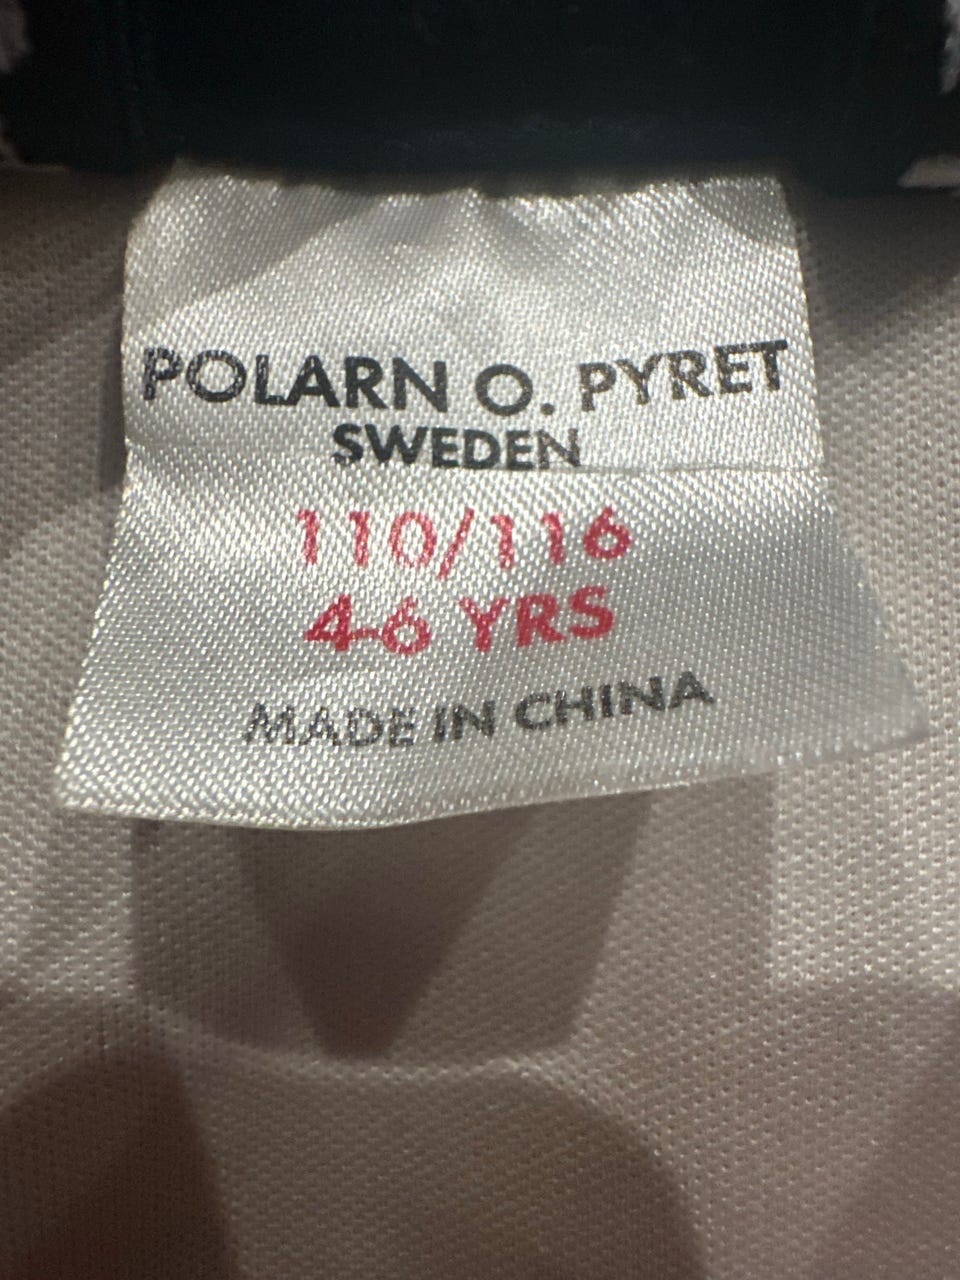 POLARN O. PYRET
SWEDEN
110/116
4-6 YRS
MADE IN CHINA